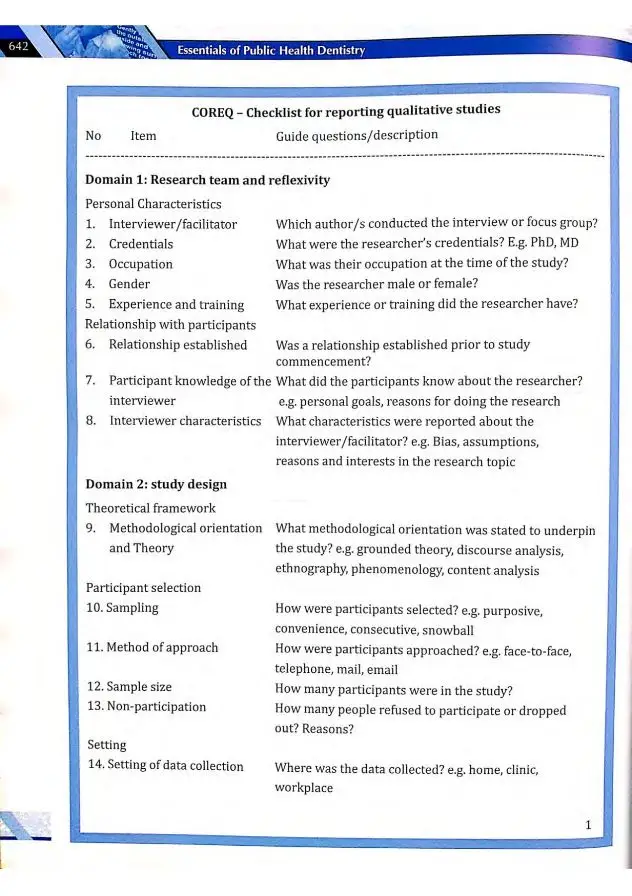 642
Essentials of Public Health Dentistry
COREQ – Checklist for reporting qualitative studies
No Item Guide questions/description
Domain 1: Research team and reflexivity
Personal Characteristics
1. Interviewer/facilitator Which author/s conducted the interview or focus group?
2. Credentials What were the researcher's credentials? E.g. PhD, MD
3. Occupation What was their occupation at the time of the study?
4. Gender Was the researcher male or female?
5. Experience and training What experience or training did the researcher have?
Relationship with participants
6. Relationship established Was a relationship established prior to study
commencement?
7. Participant knowledge of the What did the participants know about the researcher?
interviewer e.g. personal goals, reasons for doing the research
8. Interviewer characteristics What characteristics were reported about the
interviewer/facilitator? e.g. Bias, assumptions,
reasons and interests in the research topic
Domain 2: study design
Theoretical framework
9. Methodological orientation What methodological orientation was stated to underpin
and Theory the study? e.g. grounded theory, discourse analysis,
ethnography, phenomenology, content analysis
Participant selection
10. Sampling How were participants selected? e.g. purposive,
convenience, consecutive, snowball
11. Method of approach How were participants approached? e.g. face-to-face,
telephone, mail, email
12. Sample size How many participants were in the study?
13. Non-participation How many people refused to participate or dropped
out? Reasons?
Setting
14. Setting of data collection Where was the data collected? e.g. home, clinic,
workplace
1